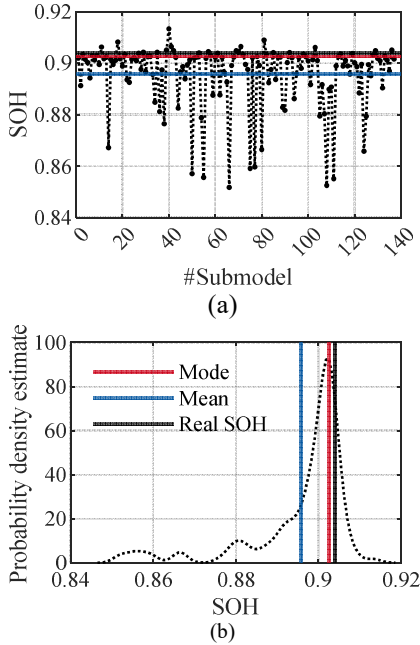 0.92
0.9
0.88
0.86
0.84
SOH
0 20 40 60 80 100 120 140
#Submodel
(a)
100
80
60
40
20
0
Probability density estimate
Mode
Mean
Real SOH
0.84 0.86 0.88 0.9 0.92
SOH
(b)